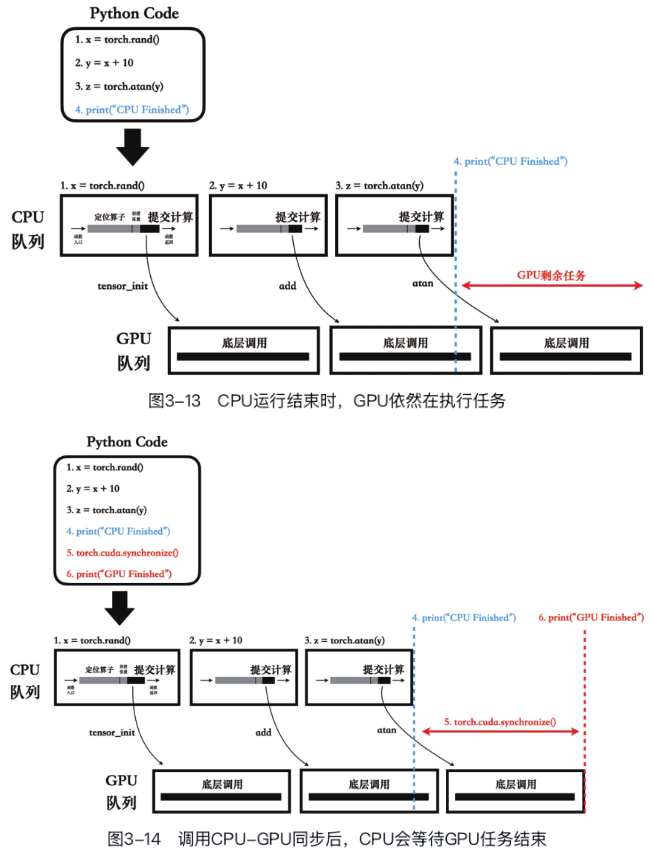 Python Code
1. x = torch.rand()
2. y = x + 10
3. z = torch.atan(y)
4. print("CPU Finished")
4. print("CPU Finished")
1. x = torch.rand()
2. y = x + 10
3. z = torch.atan(y)
CPU
队列
定位算子
创建
张量
提交计算
函数
入口
函数
返回
提交计算
提交计算
GPU剩余任务
tensor_init
add
atan
GPU
队列
底层调用
底层调用
底层调用
图3-13 CPU运行结束时，GPU依然在执行任务
Python Code
1. x = torch.rand()
2. y = x + 10
3. z = torch.atan(y)
4. print("CPU Finished")
5. torch.cuda.synchronize()
6. print("GPU Finished")
4. print("CPU Finished")
6. print("GPU Finished")
1. x = torch.rand()
2. y = x + 10
3. z = torch.atan(y)
CPU
队列
定位算子
创建
张量
提交计算
函数
入口
函数
返回
提交计算
提交计算
5. torch.cuda.synchronize()
tensor_init
add
atan
GPU
队列
底层调用
底层调用
底层调用
图3-14 调用CPU-GPU同步后，CPU会等待GPU任务结束